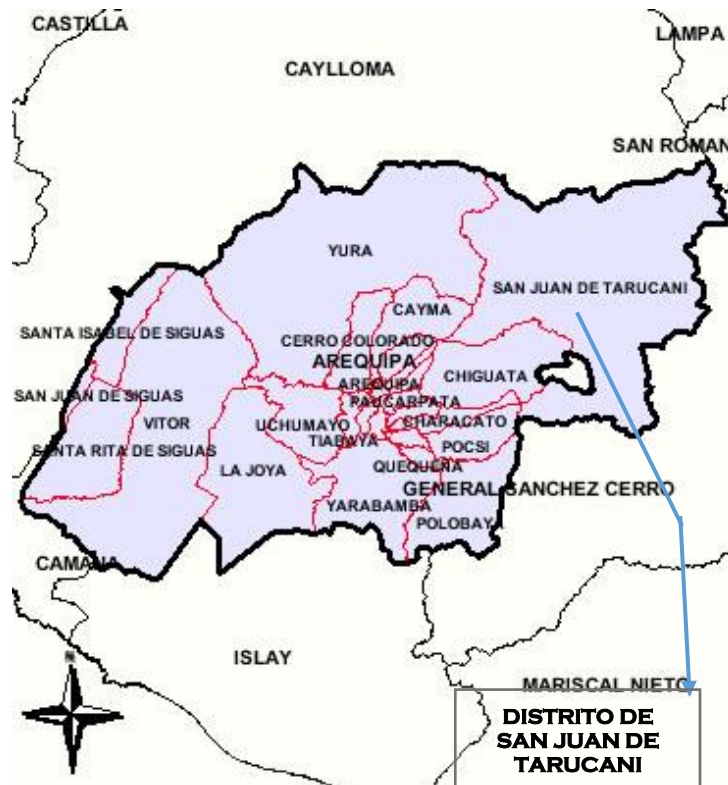 CASTILLA
LAMPA
CAYLLOMA
SAN ROMAN
YURA
SAN JUAN DE TARUCANI
CAYMA
SANTA ISABEL DE SIGUAS
CERRO COLORADO
AREQUIPA
AREQUIPA
CHIGUATA
SAN JUAN DE SIGUAS
PAUCARPATA
VITOR
UCHUMAYO
CHARACATO
TIABAYA
POCSI
SANTA RITA DE SIGUAS
LA JOYA
QUEQUEÑA
GENERAL SANCHEZ CERRO
YARABAMBA
POLOBAYA
CAMANA
N
ISLAY
MARISCAL NIETO
DISTRITO DE
SAN JUAN DE
TARUCANI